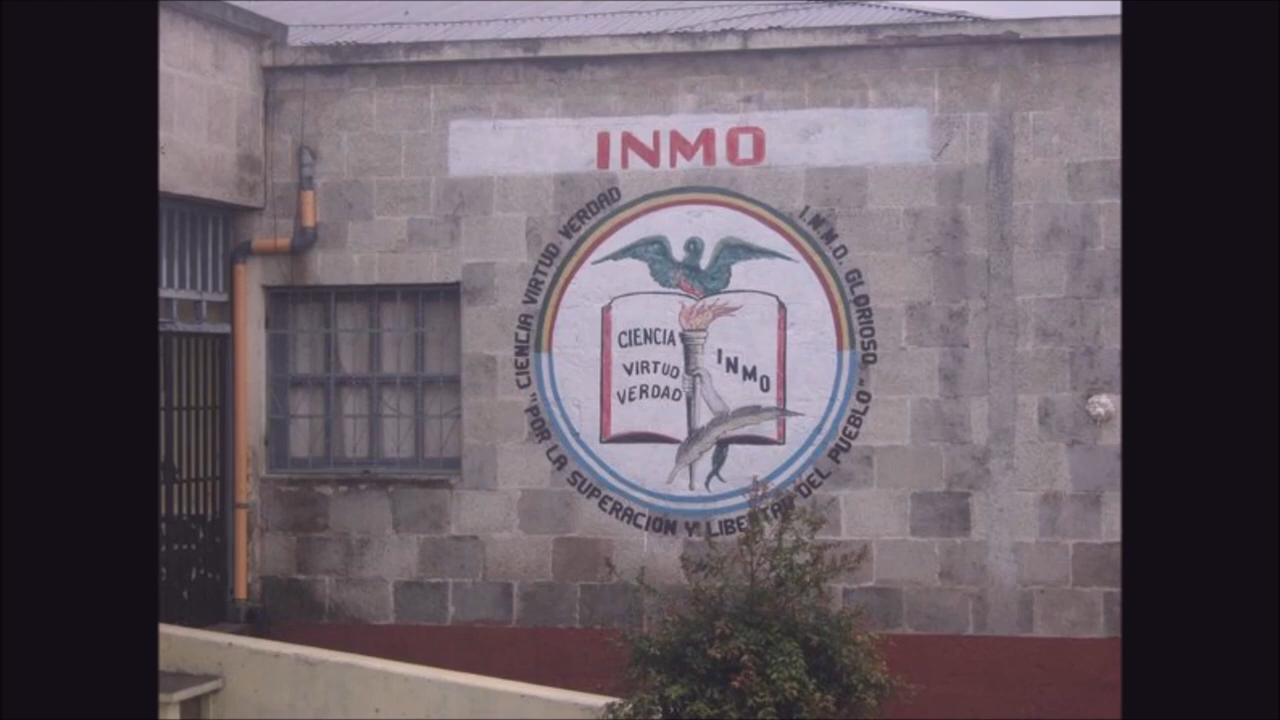 INMO
CIENCIA VIRTUD VERDAD
I.N.M.O. GLORIOSO
CIENCIA
VIRTUD
VERDAD
INMO
"POR LA SUPERACION Y LIBERTAD DEL PUEBLO"